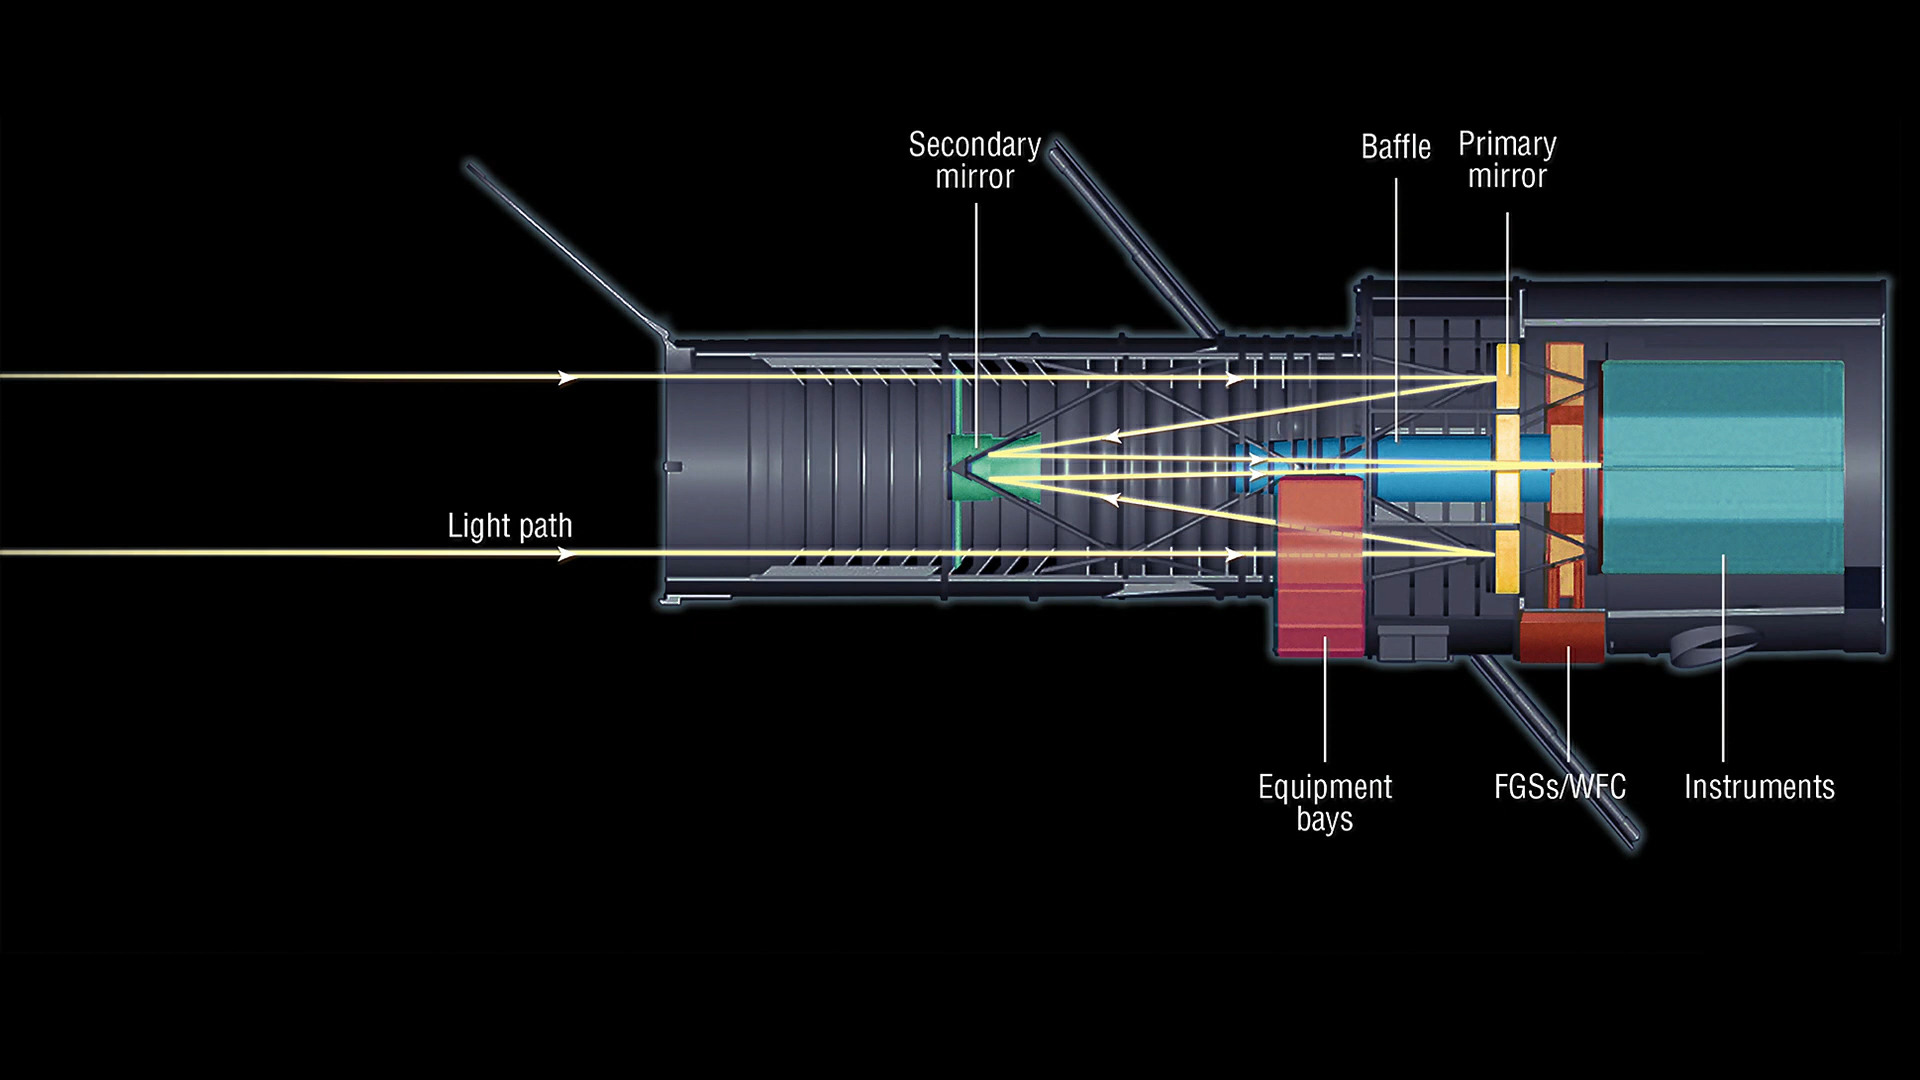 Secondary
mirror
Baffle
Primary
mirror
Light path
Equipment
bays
FGSs/WFC
Instruments